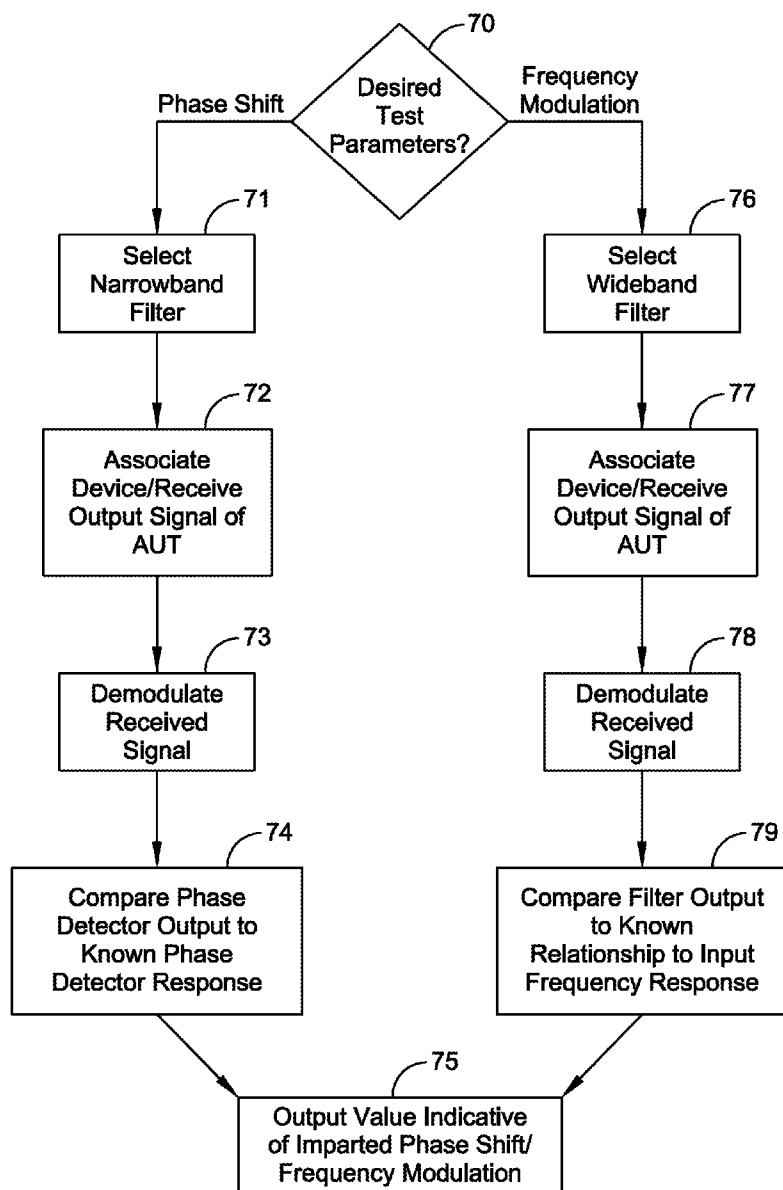 70
Desired
Test
Parameters?
Phase Shift
Frequency
Modulation
71
Select
Narrowband
Filter
76
Select
Wideband
Filter
72
Associate
Device/Receive
Output Signal of
AUT
77
Associate
Device/Receive
Output Signal of
AUT
73
Demodulate
Received
Signal
78
Demodulate
Received
Signal
74
Compare Phase
Detector Output to
Known Phase
Detector Response
79
Compare Filter Output
to Known
Relationship to Input
Frequency Response
75
Output Value Indicative
of Imparted Phase Shift/
Frequency Modulation